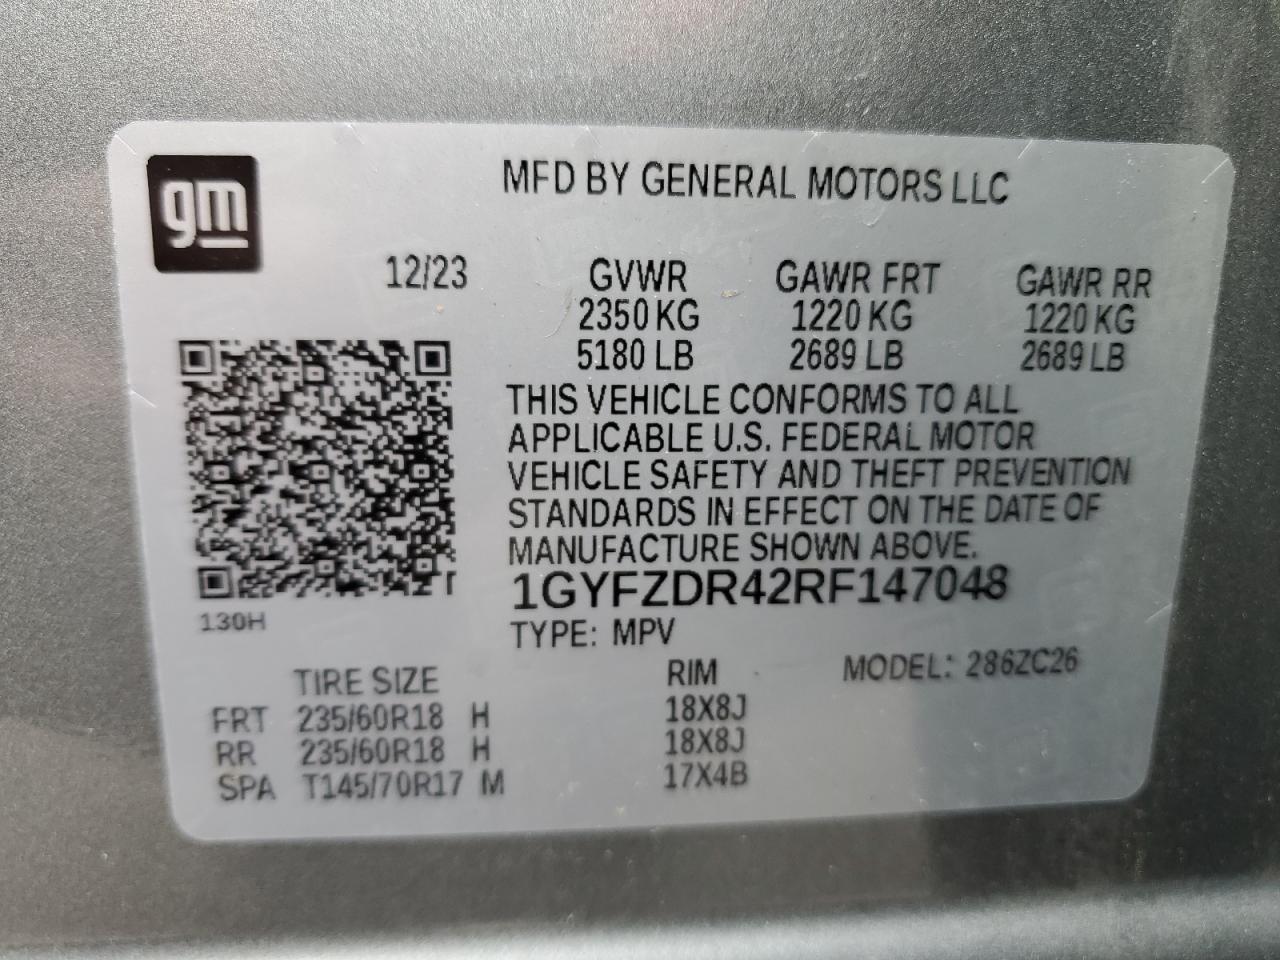 gm
MFD BY GENERAL MOTORS LLC
12/23 GVWR GAWR FRT GAWR RR
2350 KG 1220 KG 1220 KG
5180 LB 2689 LB 2689 LB
THIS VEHICLE CONFORMS TO ALL
APPLICABLE U.S. FEDERAL MOTOR
VEHICLE SAFETY AND THEFT PREVENTION
STANDARDS IN EFFECT ON THE DATE OF
MANUFACTURE SHOWN ABOVE.
1GYFZDR42RF147048
130H
TYPE: MPV
TIRE SIZE RIM MODEL: 286ZC26
FRT 235/60R18 H 18X8J
RR 235/60R18 H 18X8J
SPA T145/70R17 M 17X4B